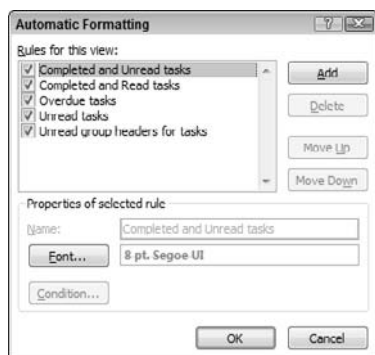 Automatic Formatting
Rules for this view:
Completed and Unread tasks
Completed and Read tasks
Overdue tasks
Unread tasks
Unread group headers for tasks
Add
Delete
Move Up
Move Down
Properties of selected rule
Name:
Completed and Unread tasks
Font...
8 pt. Segoe UI
Condition...
OK
Cancel